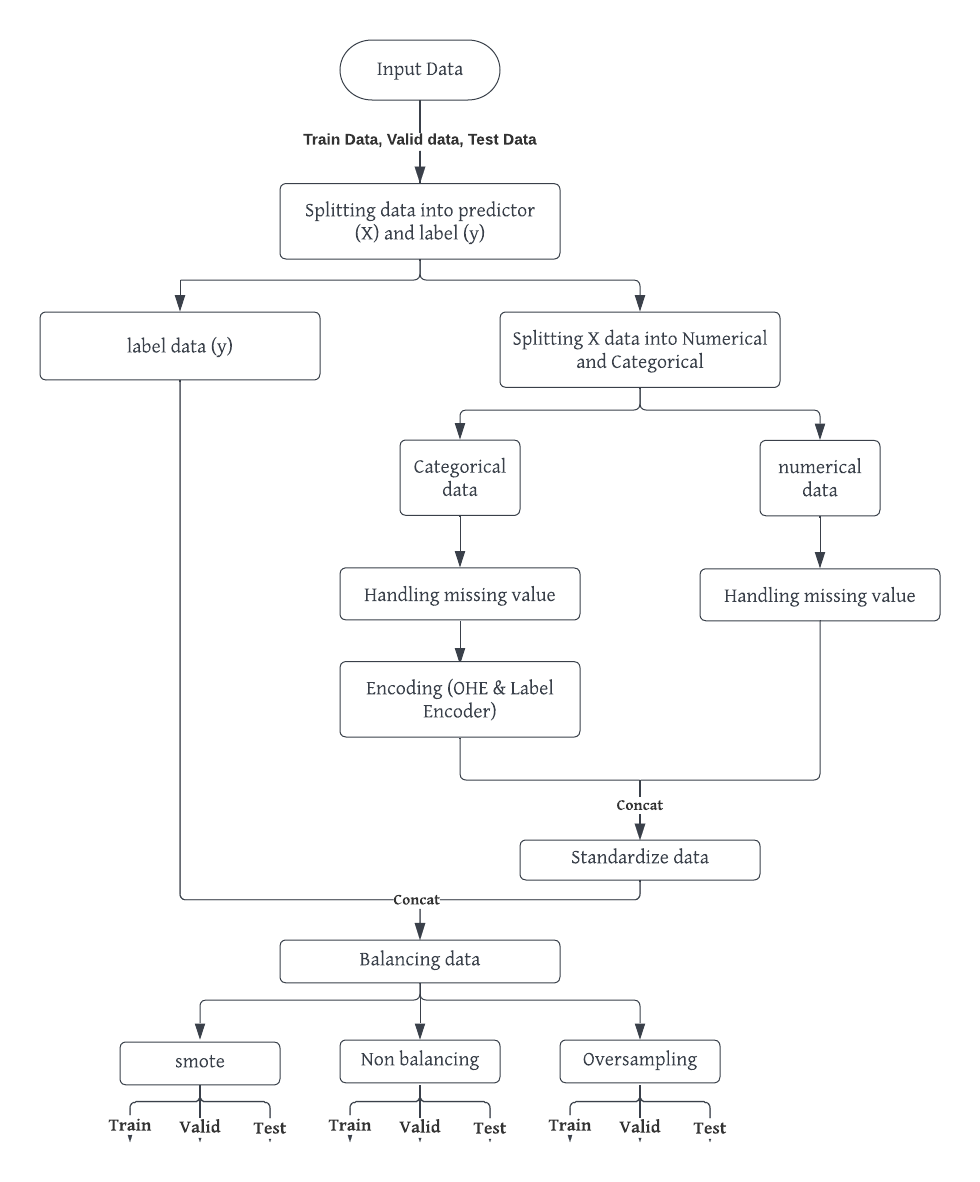 Input Data
Train Data, Valid data, Test Data
Splitting data into predictor
(X) and label (y)
label data (y)
Splitting X data into Numerical
and Categorical
Categorical
data
numerical
data
Handling missing value
Handling missing value
Encoding (OHE & Label
Encoder)
Concat
Standardize data
Concat
Balancing data
smote
Non balancing
Oversampling
Train
Valid
Test
Train
Valid
Test
Train
Valid
Test